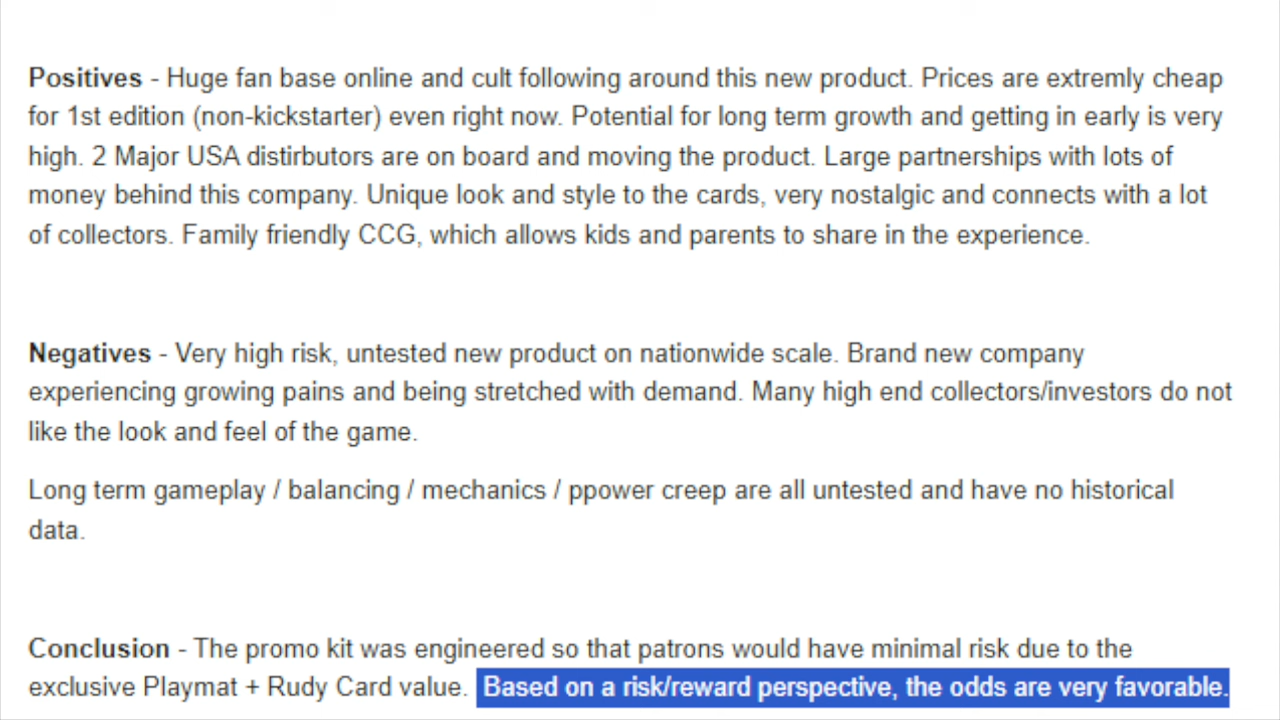 Positives - Huge fan base online and cult following around this new product. Prices are extremly cheap
for 1st edition (non-kickstarter) even right now. Potential for long term growth and getting in early is very
high. 2 Major USA distirbutors are on board and moving the product. Large partnerships with lots of
money behind this company. Unique look and style to the cards, very nostalgic and connects with a lot
of collectors. Family friendly CCG, which allows kids and parents to share in the experience.
Negatives - Very high risk, untested new product on nationwide scale. Brand new company
experiencing growing pains and being stretched with demand. Many high end collectors/investors do not
like the look and feel of the game.
Long term gameplay / balancing / mechanics / ppower creep are all untested and have no historical
data.
Conclusion - The promo kit was engineered so that patrons would have minimal risk due to the
exclusive Playmat + Rudy Card value. Based on a risk/reward perspective, the odds are very favorable.